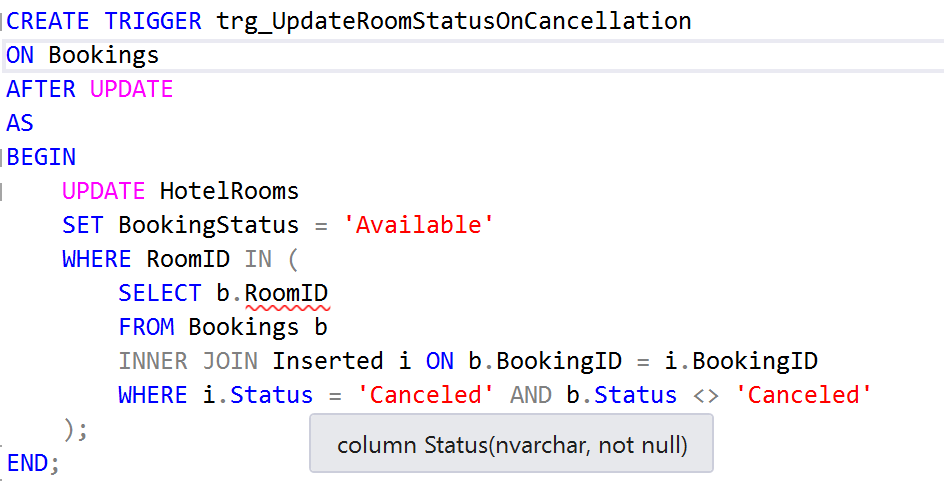 CREATE TRIGGER trg_UpdateRoomStatusOnCancellation
ON Bookings
AFTER UPDATE
AS
BEGIN
    UPDATE HotelRooms
    SET BookingStatus = 'Available'
    WHERE RoomID IN (
        SELECT b.RoomID
        FROM Bookings b
        INNER JOIN Inserted i ON b.BookingID = i.BookingID
        WHERE i.Status = 'Canceled' AND b.Status <> 'Canceled'
    );
column Status(nvarchar, not null)
END;